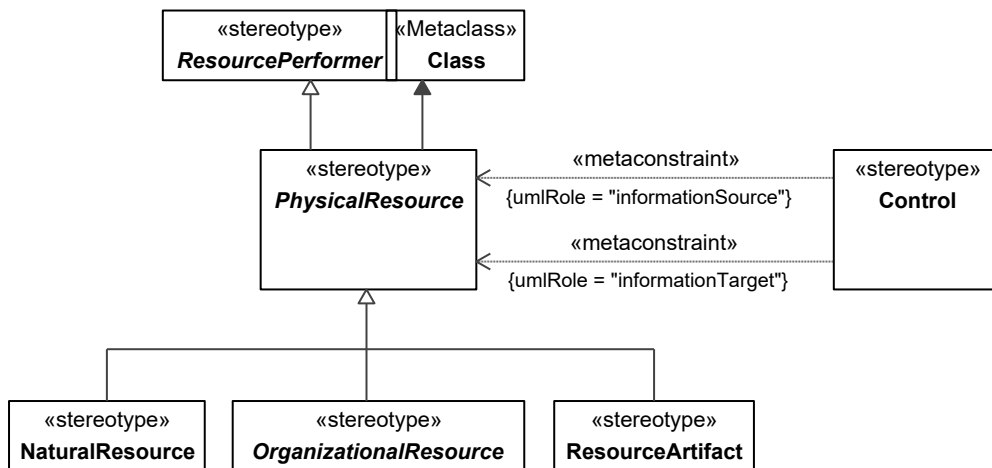 «stereotype»
ResourcePerformer
«Metaclass»
Class
«stereotype»
PhysicalResource
«metaconstraint»
{umlRole = "informationSource"}
«metaconstraint»
{umlRole = "informationTarget"}
«stereotype»
Control
«stereotype»
NaturalResource
«stereotype»
OrganizationalResource
«stereotype»
ResourceArtifact